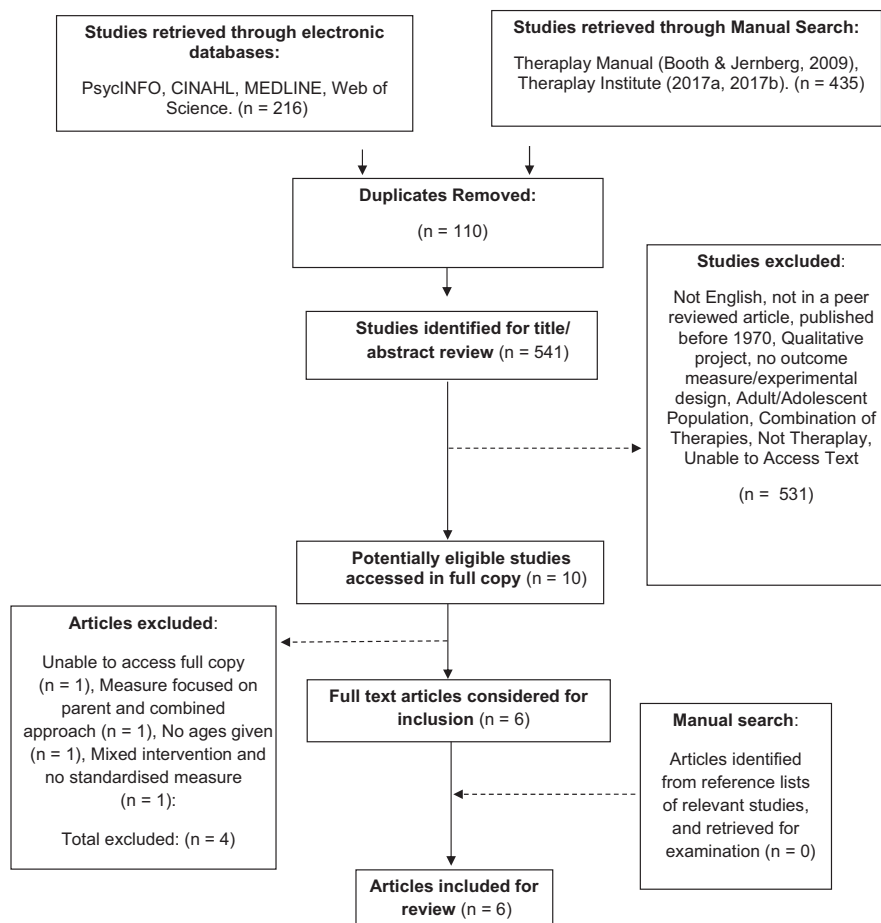 Studies retrieved through electronic
databases:
PsycINFO, CINAHL, MEDLINE, Web of
Science. (n = 216)
Studies retrieved through Manual Search:
Theraplay Manual (Booth & Jernberg, 2009),
Theraplay Institute (2017a, 2017b). (n = 435)
Duplicates Removed:
(n = 110)
Studies identified for title/
abstract review (n = 541)
Studies excluded:
Not English, not in a peer
reviewed article, published
before 1970, Qualitative
project, no outcome
measure/experimental
design, Adult/Adolescent
Population, Combination of
Therapies, Not Theraplay,
Unable to Access Text
(n = 531)
Potentially eligible studies
accessed in full copy (n = 10)
Articles excluded:
Unable to access full copy
(n = 1), Measure focused on
parent and combined
approach (n = 1), No ages given
(n = 1), Mixed intervention and
no standardised measure
(n = 1):
Total excluded: (n = 4)
Full text articles considered for
inclusion (n = 6)
Manual search:
Articles identified
from reference lists
of relevant studies,
and retrieved for
examination (n = 0)
Articles included for
review (n = 6)